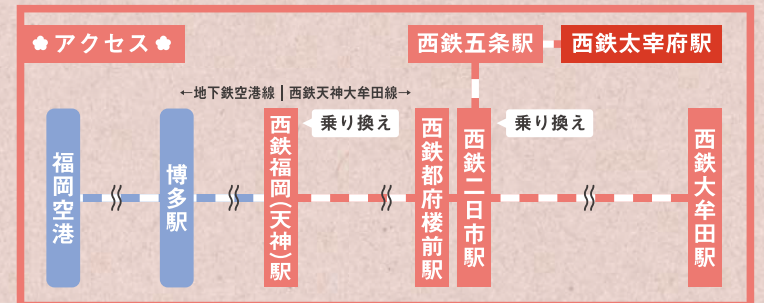 アクセス
西鉄五条駅
西鉄太宰府駅
←地下鉄空港線 | 西鉄天神大牟田線→
福岡空港
博多駅
西鉄福岡(天神)駅
乗り換え
西鉄都府楼前駅
西鉄二日市駅
乗り換え
西鉄大牟田駅